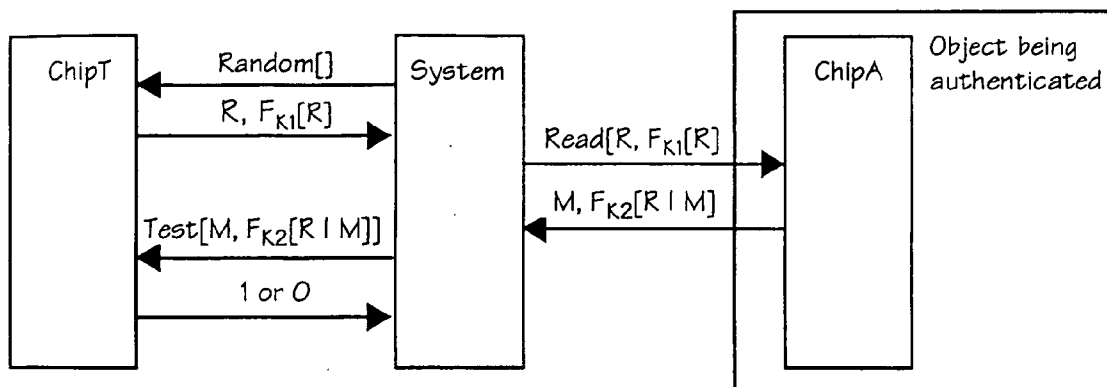 ChipT
System
ChipA
Object being
authenticated
Random[]
R, F_K1[R]
Read[R, F_K1[R]
M, F_K2[R | M]
Test[M, F_K2[R | M]]
1 or 0